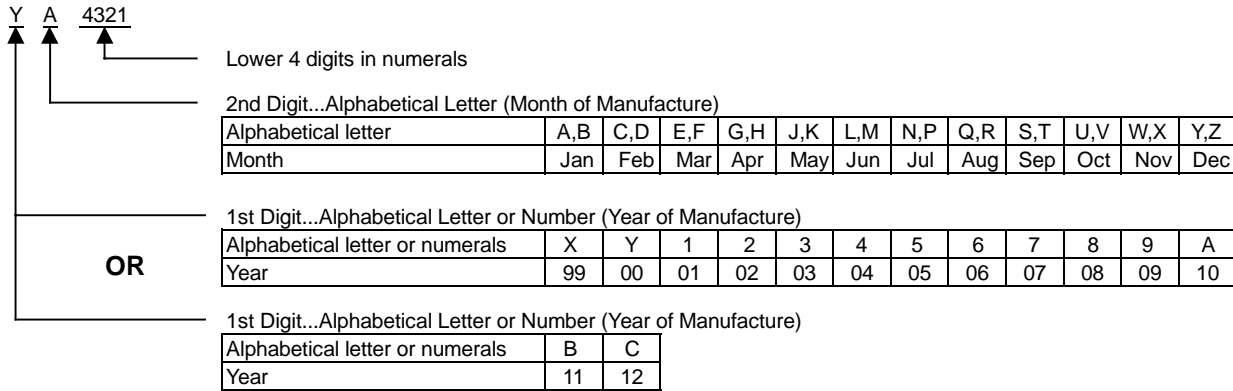 Y A 4321
Lower 4 digits in numerals
2nd Digit...Alphabetical Letter (Month of Manufacture)
Alphabetical letter A,B C,D E,F G,H J,K L,M N,P Q,R S,T U,V W,X Y,Z
Month Jan Feb Mar Apr May Jun Jul Aug Sep Oct Nov Dec
1st Digit...Alphabetical Letter or Number (Year of Manufacture)
Alphabetical letter or numerals X Y 1 2 3 4 5 6 7 8 9 A
OR
Year 99 00 01 02 03 04 05 06 07 08 09 10
1st Digit...Alphabetical Letter or Number (Year of Manufacture)
Alphabetical letter or numerals B C
Year 11 12